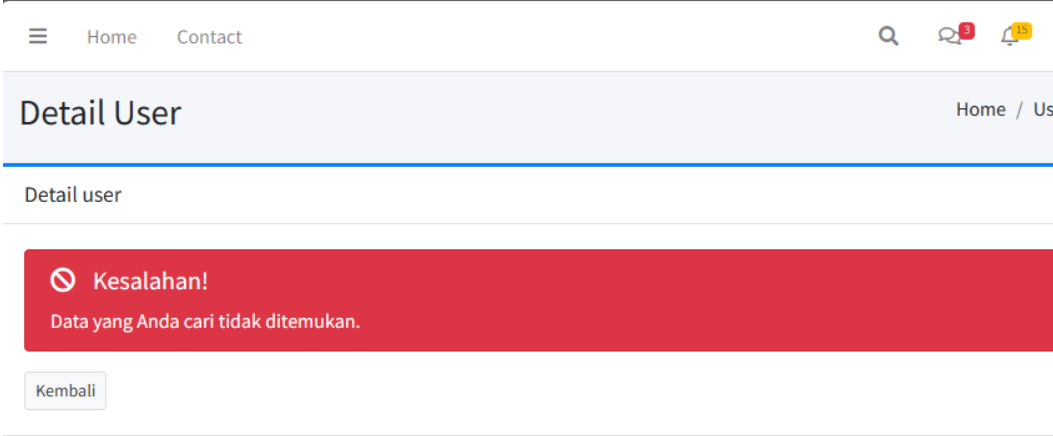 Home Contact 3 15
Detail User
Home / Us
Detail user
Kesalahan!
Data yang Anda cari tidak ditemukan.
Kembali